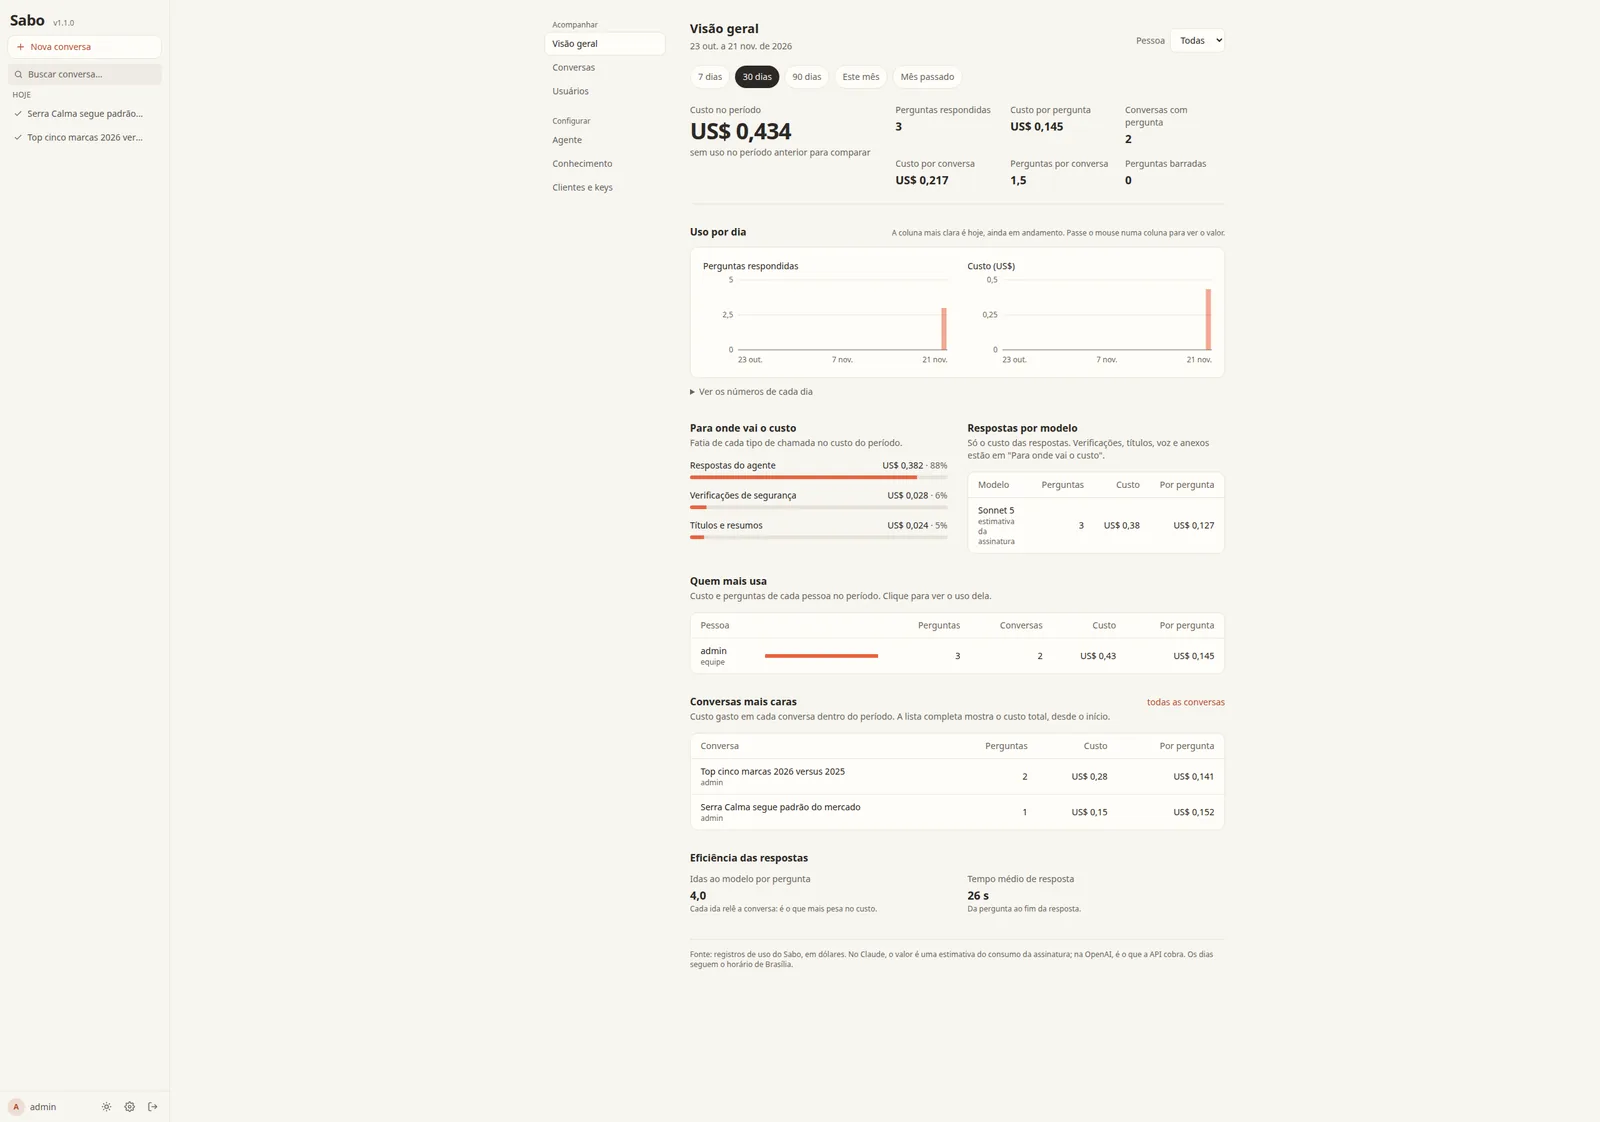 Sabo v1.1.0
+ Nova conversa
Buscar conversa...
HOJE
Serra Calma segue padrão...
Top cinco marcas 2026 ver...
A admin
Acompanhar
Visão geral
Conversas
Usuários
Configurar
Agente
Conhecimento
Clientes e keys
Visão geral
23 out. a 21 nov. de 2026
Pessoa Todas
7 dias 30 dias 90 dias Este mês Mês passado
Custo no período
US$ 0,434
sem uso no período anterior para comparar
Perguntas respondidas
3
Custo por pergunta
US$ 0,145
Conversas com
pergunta
2
Custo por conversa
US$ 0,217
Perguntas por conversa
1,5
Perguntas barradas
0
Uso por dia
A coluna mais clara é hoje, ainda em andamento. Passe o mouse numa coluna para ver o valor.
Perguntas respondidas
5
2,5
0
23 out. 7 nov. 21 nov.
Custo (US$)
0,5
0,25
0
23 out. 7 nov. 21 nov.
Ver os números de cada dia
Para onde vai o custo
Fatia de cada tipo de chamada no custo do período.
Respostas do agente US$ 0,382 · 88%
Verificações de segurança US$ 0,028 · 6%
Títulos e resumos US$ 0,024 · 5%
Respostas por modelo
Só o custo das respostas. Verificações, títulos, voz e anexos
estão em "Para onde vai o custo".
Modelo Perguntas Custo Por pergunta
Sonnet 5
estimativa
da
assinatura
3 US$ 0,38 US$ 0,127
Quem mais usa
Custo e perguntas de cada pessoa no período. Clique para ver o uso dela.
Pessoa Perguntas Conversas Custo Por pergunta
admin
equipe
3 2 US$ 0,43 US$ 0,145
Conversas mais caras
todas as conversas
Custo gasto em cada conversa dentro do período. A lista completa mostra o custo total, desde o início.
Conversa Perguntas Custo Por pergunta
Top cinco marcas 2026 versus 2025
admin
2 US$ 0,28 US$ 0,141
Serra Calma segue padrão do mercado
admin
1 US$ 0,15 US$ 0,152
Eficiência das respostas
Idas ao modelo por pergunta
4,0
Cada ida relê a conversa: é o que mais pesa no custo.
Tempo médio de resposta
26 s
Da pergunta ao fim da resposta.
Fonte: registros de uso do Sabo, em dólares. No Claude, o valor é uma estimativa do consumo da assinatura; na OpenAI, é o que a API cobra. Os dias
seguem o horário de Brasília.